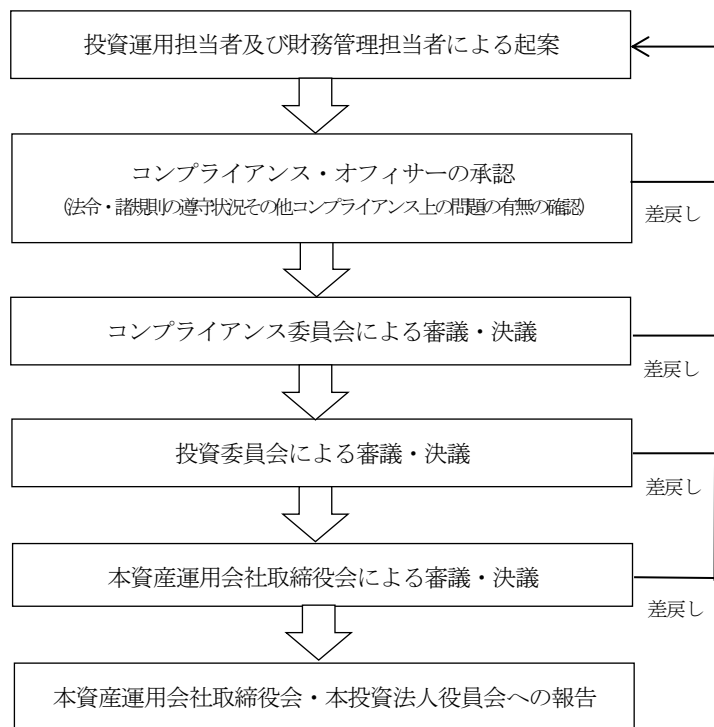 投資運用担当者及び財務管理担当者による起案
コンプライアンス・オフィサーの承認
(法令・諸規則の遵守状況その他コンプライアンス上の問題の有無の確認)
差戻し
コンプライアンス委員会による審議・決議
差戻し
投資委員会による審議・決議
差戻し
本資産運用会社取締役会による審議・決議
差戻し
本資産運用会社取締役会・本投資法人役員会への報告